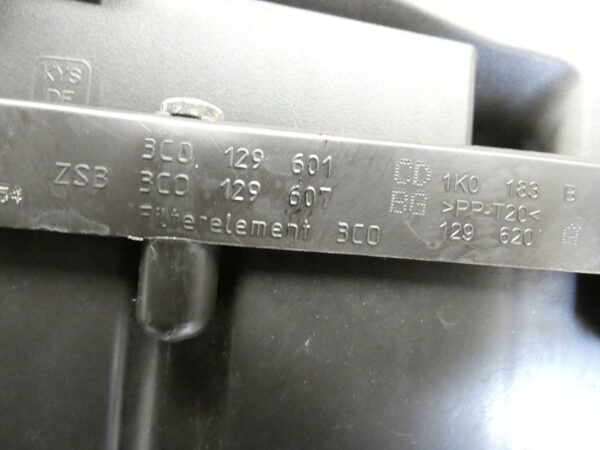 KYS
DE
3C0 129 601 CD 1K0 183 B
ZSB 3C0 129 607 BG >PP-T20<
Filterelement 3C0 129 620 A
54